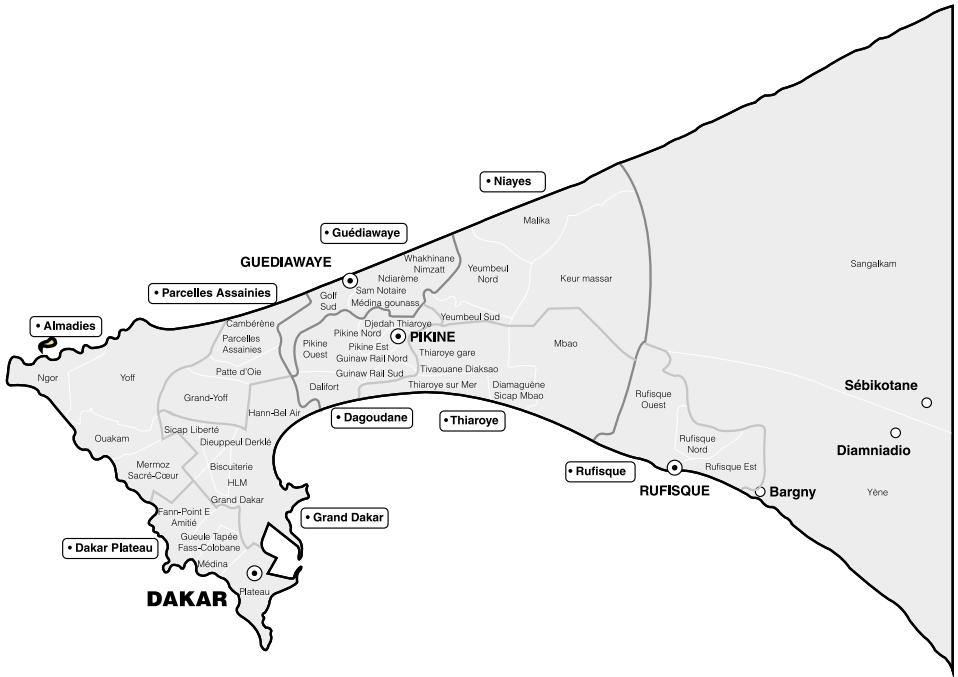 • Niayes
Malika
• Guédiawaye
GUEDIAWAYE
Whakhinane
Nimzatt
Yeumbeul
Nord
Keur massar
Sangalkam
Ndiarème
Sam Notaire
Médina gounass
Golf
Sud
• Parcelles Assainies
• Almadies
Cambérène
Parcelles
Assainies
Patte d'Oie
Djedah Thiaroye
Yeumbeul Sud
Pikine Nord
PIKINE
Pikine
Ouest
Pikine Est
Guinaw Rail Nord
Thiaroye gare
Mbao
Ngor
Yoff
Guinaw Rail Sud
Tivaouane Diaksao
Dalifort
Thiaroye sur Mer
Diamaguène
Sicap Mbao
Sébikotane
Grand-Yoff
Hann-Bel Air
• Dagoudane
• Thiaroye
Rufisque
Ouest
Ouakam
Sicap Liberté
Dieuppeul Derklé
Rufisque
Nord
Diamniadio
Mermoz
Sacré-Cœur
Biscuiterie
HLM
• Rufisque
Rufisque Est
RUFISQUE
Bargny
Yène
Grand Dakar
Fann-Point E
Amitié
• Grand Dakar
Gueule Tapée
Fass-Colobane
• Dakar Plateau
Médina
Plateau
DAKAR